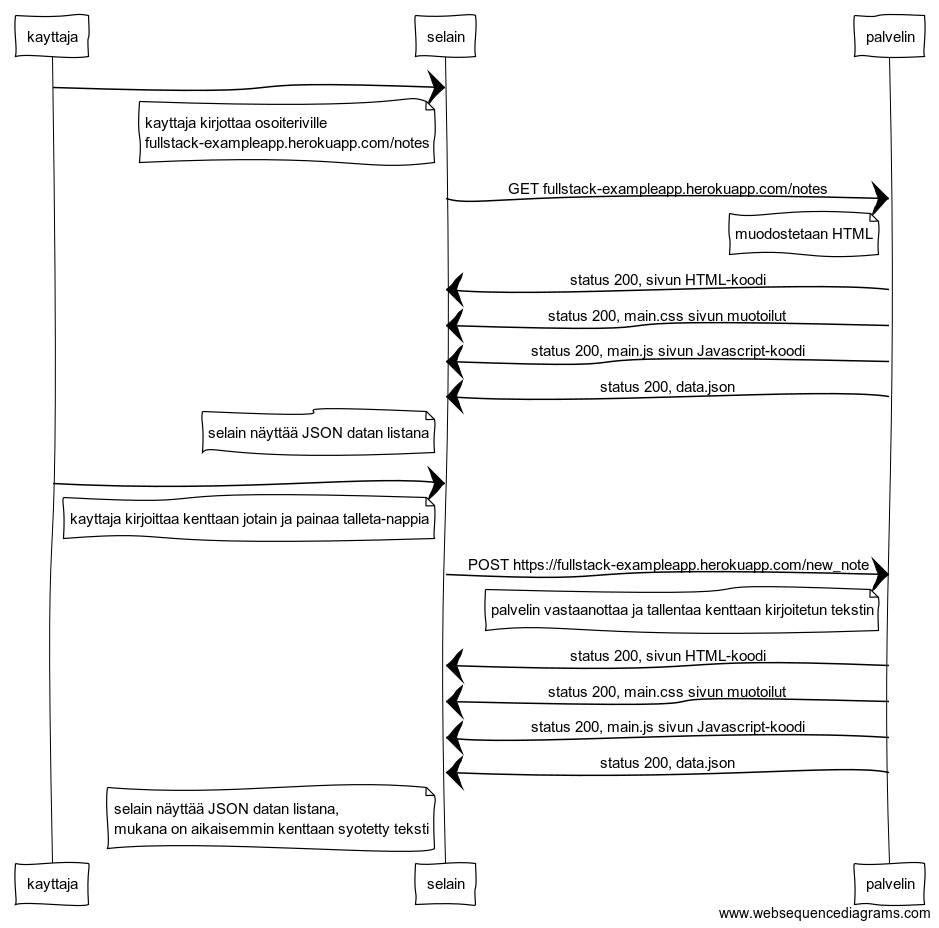 kayttaja
selain
palvelin
kayttaja kirjottaa osoiteriville
fullstack-exampleapp.herokuapp.com/notes
GET fullstack-exampleapp.herokuapp.com/notes
muodostetaan HTML
status 200, sivun HTML-koodi
status 200, main.css sivun muotoilut
status 200, main.js sivun Javascript-koodi
status 200, data.json
selain näyttää JSON datan listana
kayttaja kirjoittaa kenttaan jotain ja painaa talleta-nappia
POST https://fullstack-exampleapp.herokuapp.com/new_note
palvelin vastaanottaa ja tallentaa kenttaan kirjoitetun tekstin
status 200, sivun HTML-koodi
status 200, main.css sivun muotoilut
status 200, main.js sivun Javascript-koodi
status 200, data.json
selain näyttää JSON datan listana,
mukana on aikaisemmin kenttaan syotetty teksti
kayttaja
selain
palvelin
www.websequencediagrams.com